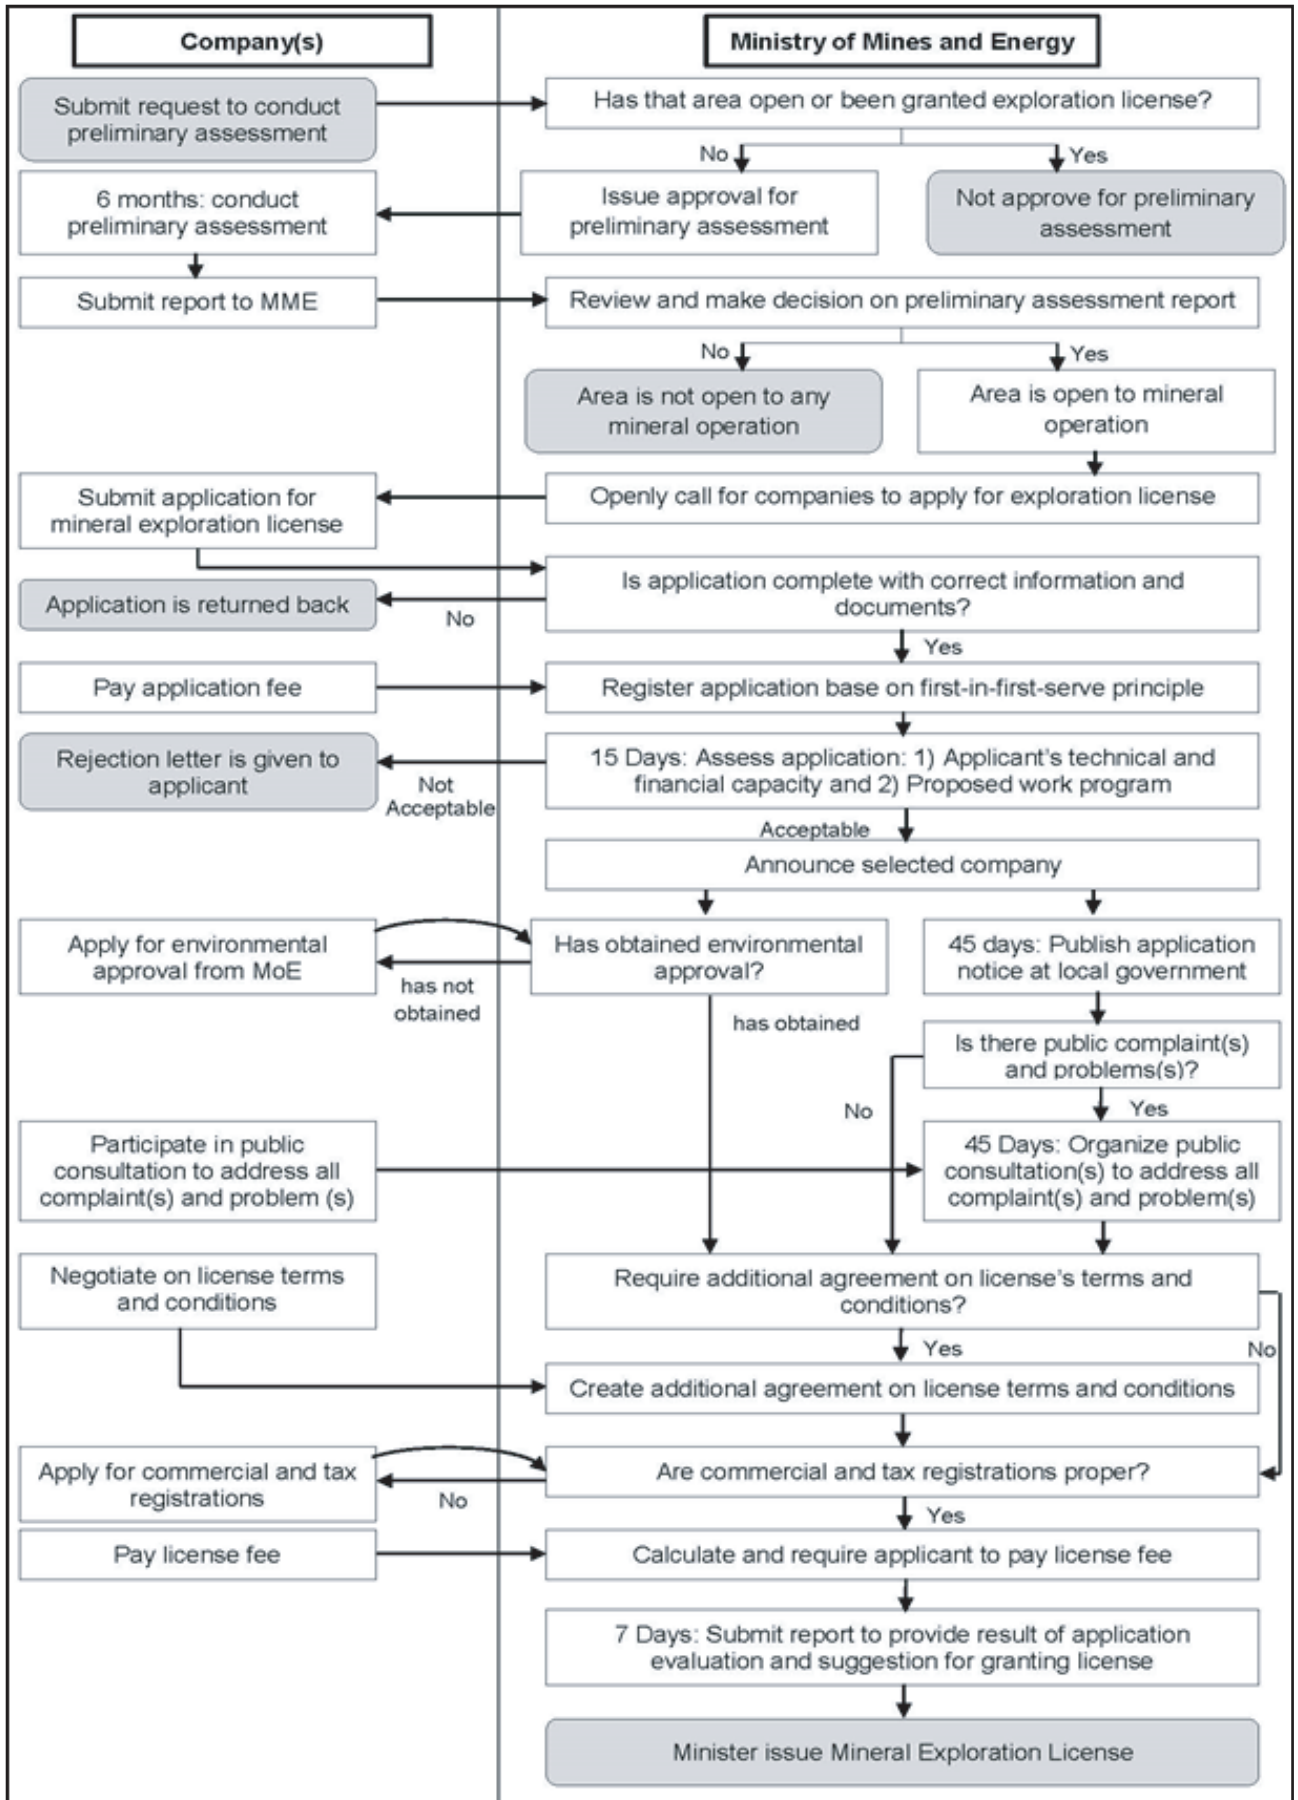 Company(s)
Ministry of Mines and Energy
Submit request to conduct
preliminary assessment
Has that area open or been granted exploration license?
No
Yes
6 months: conduct
preliminary assessment
Issue approval for
preliminary assessment
Not approve for preliminary
assessment
Submit report to MME
Review and make decision on preliminary assessment report
No
Yes
Area is not open to any
mineral operation
Area is open to mineral
operation
Submit application for
mineral exploration license
Openly call for companies to apply for exploration license
Is application complete with correct information and
documents?
Application is returned back
No
Yes
Pay application fee
Register application base on first-in-first-serve principle
Rejection letter is given to
applicant
Not
Acceptable
15 Days: Assess application: 1) Applicant's technical and
financial capacity and 2) Proposed work program
Acceptable
Announce selected company
Apply for environmental
approval from MoE
has not
obtained
Has obtained environmental
approval?
has obtained
45 days: Publish application
notice at local government
Is there public complaint(s)
and problems(s)?
No
Yes
Participate in public
consultation to address all
complaint(s) and problem (s)
45 Days: Organize public
consultation(s) to address all
complaint(s) and problem(s)
Negotiate on license terms
and conditions
Require additional agreement on license's terms and
conditions?
Yes
No
Create additional agreement on license terms and conditions
Apply for commercial and tax
registrations
No
Are commercial and tax registrations proper?
Yes
Pay license fee
Calculate and require applicant to pay license fee
7 Days: Submit report to provide result of application
evaluation and suggestion for granting license
Minister issue Mineral Exploration License